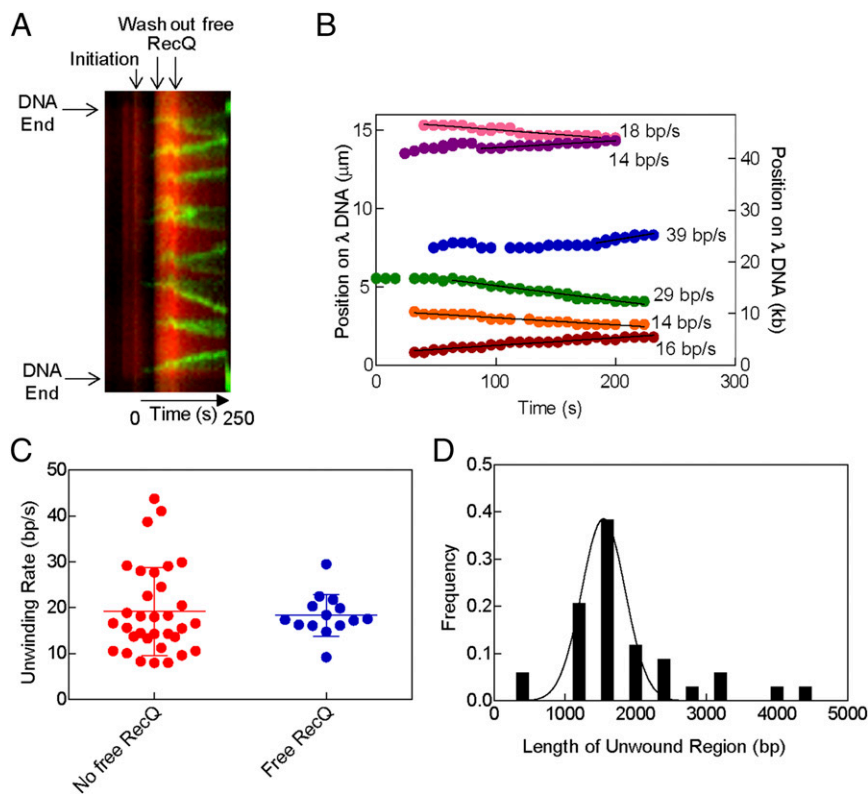 A
Wash out free
RecQ
Initiation
DNA
End
DNA
End
0 Time (s) 250
B
Position on λ DNA (μm)
15
10
5
0
0 100 200 300
Time (s)
18 bp/s
14 bp/s
39 bp/s
29 bp/s
14 bp/s
16 bp/s
40
30
20
10
0
Position on λ DNA (kb)
C
Unwinding Rate (bp/s)
50
40
30
20
10
0
No free RecQ
Free RecQ
D
Frequency
0.5
0.4
0.3
0.2
0.1
0.0
0 1000 2000 3000 4000 5000
Length of Unwound Region (bp)